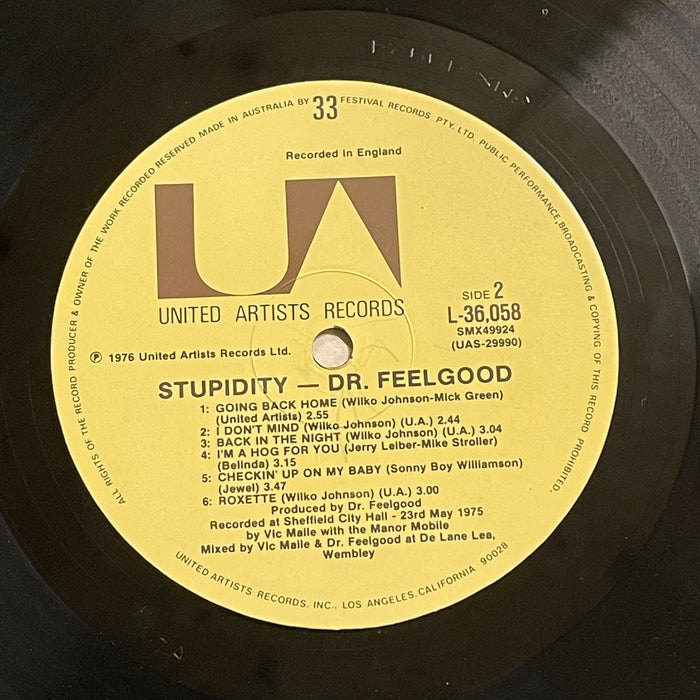 ALL RIGHTS OF THE RECORD PRODUCER & OWNER OF THE WORK RECORDED RESERVED MADE IN AUSTRALIA BY 33 FESTIVAL RECORDS PTY. LTD. PUBLIC PERFORMANCE, BROADCASTING & COPYING OF THIS RECORD PROHIBITED.
Recorded in England
UA
UNITED ARTISTS RECORDS
SIDE 2
L-36,058
SMX49924
(UAS-29990)
℗ 1976 United Artists Records Ltd.
STUPIDITY — DR. FEELGOOD
1: GOING BACK HOME (Wilko Johnson-Mick Green)
(United Artists) 2.55
2: I DON'T MIND (Wilko Johnson) (U.A.) 2.44
3: BACK IN THE NIGHT (Wilko Johnson) (U.A.) 3.04
4: I'M A HOG FOR YOU (Jerry Leiber-Mike Stroller)
(Belinda) 3.15
5: CHECKIN' UP ON MY BABY (Sonny Boy Williamson)
(Jewel) 3.47
6: ROXETTE (Wilko Johnson) (U.A.) 3.00
Produced by Dr. Feelgood
Recorded at Sheffield City Hall - 23rd May 1975
by Vic Maile with the Manor Mobile
Mixed by Vic Maile & Dr. Feelgood at De Lane Lea,
Wembley
UNITED ARTISTS RECORDS, INC., LOS ANGELES, CALIFORNIA 90028